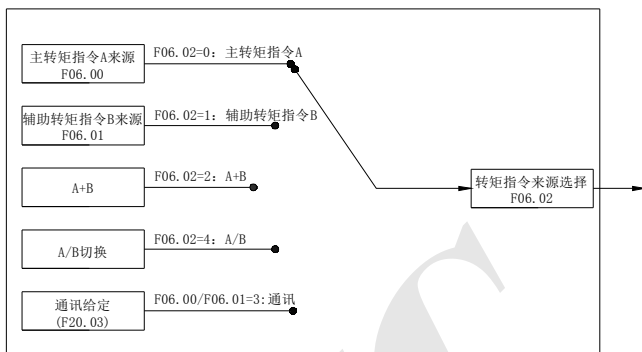 主转矩指令A来源
F06.00
F06.02=0：主转矩指令A
辅助转矩指令B来源
F06.01
F06.02=1：辅助转矩指令B
A+B
F06.02=2：A+B
转矩指令来源选择
F06.02
A/B切换
F06.02=4：A/B
通讯给定
(F20.03)
F06.00/F06.01=3:通讯